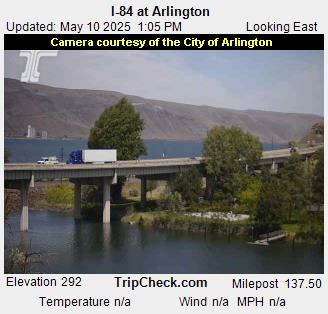 I-84 at Arlington
Updated: May 10 2025 1:05 PM Looking East
Camera courtesy of the City of Arlington
Elevation 292 TripCheck.com Milepost 137.50
Temperature n/a Wind n/a MPH n/a